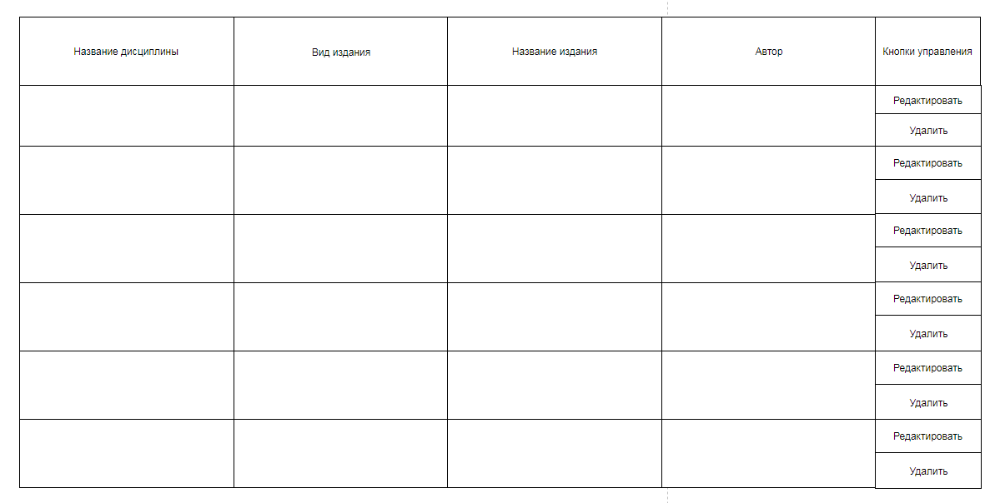 Название дисциплины
Вид издания
Название издания
Автор
Кнопки управления
Редактировать
Удалить
Редактировать
Удалить
Редактировать
Удалить
Редактировать
Удалить
Редактировать
Удалить
Редактировать
Удалить